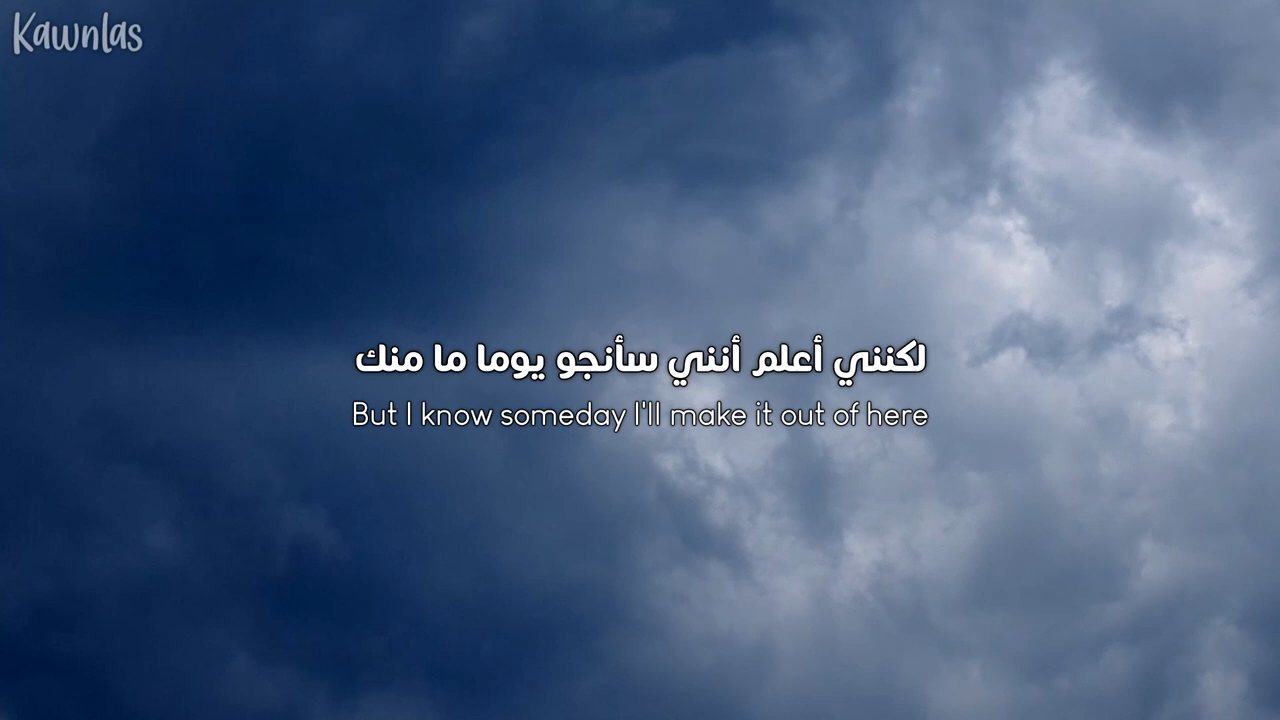 Kawnlas
لكنني أعلم أنني سأنجو يوما ما منك
But I know someday I'll make it out of here